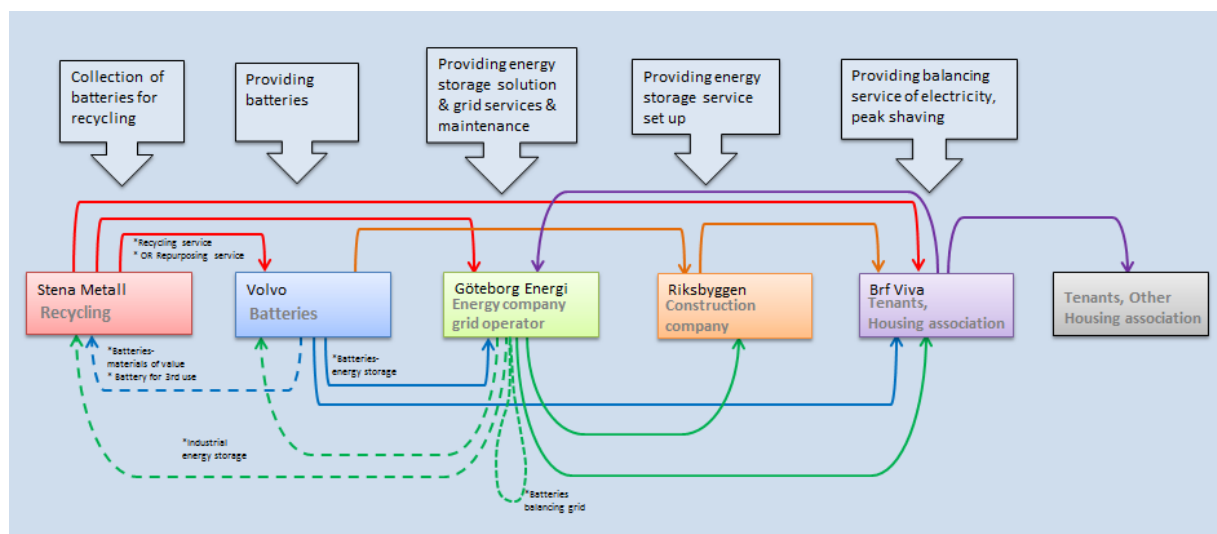 Collection of
batteries for
recycling
Providing
batteries
Providing energy
storage solution
& grid services &
maintenance
Providing energy
storage service
set up
Providing balancing
service of electricity,
peak shaving
*Recycling service
* OR Repurposing service
Stena Metall
Recycling
Volvo
Batteries
Göteborg Energi
Energy company
grid operator
Riksbyggen
Construction
company
Brf Viva
Tenants,
Housing association
Tenants, Other
Housing association
*Batteries-
materials of value
* Battery for 3rd use
*Batteries-
energy storage
*Industrial
energy storage
*Batteries
balancing grid